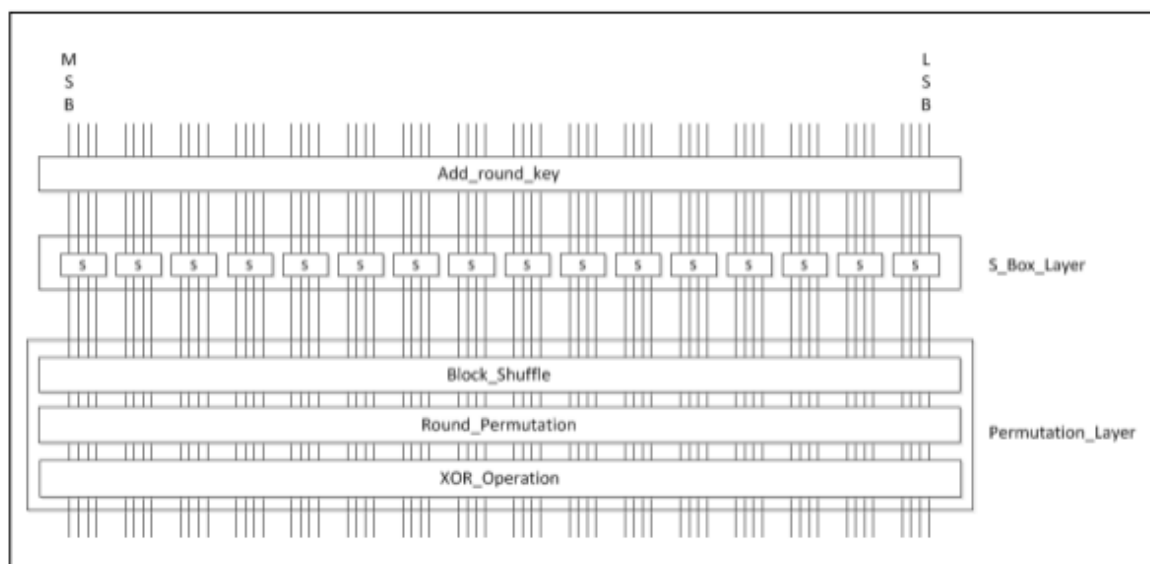 M L
S S
B B
Add_round_key
S S S S S S S S S S S S S S S S
S_Box_Layer
Block_Shuffle
Round_Permutation
Permutation_Layer
XOR_Operation